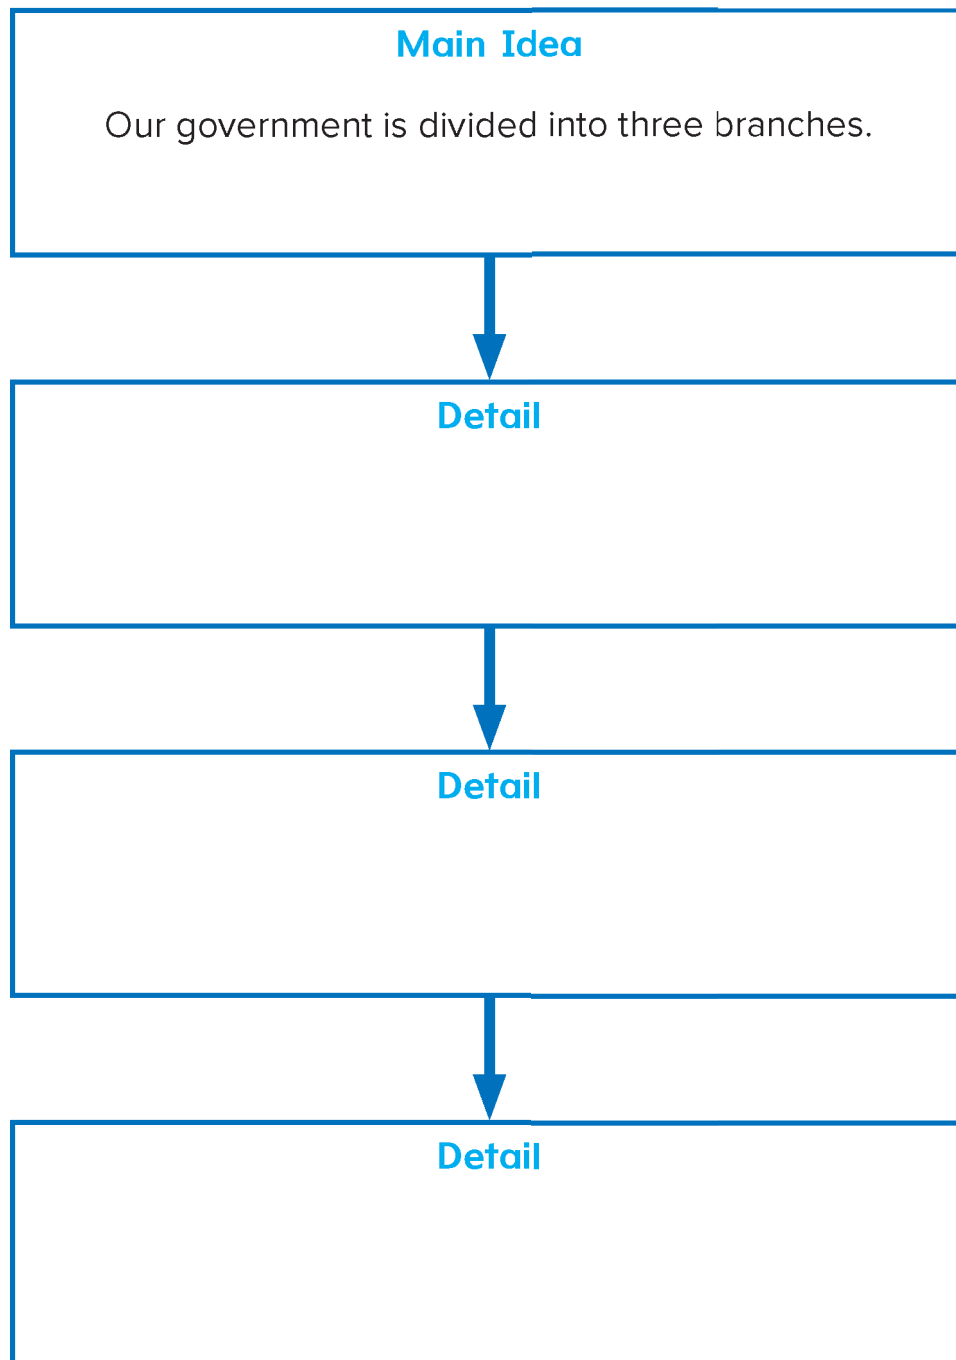 Main Idea
Our government is divided into three branches.
Detail
Detail
Detail